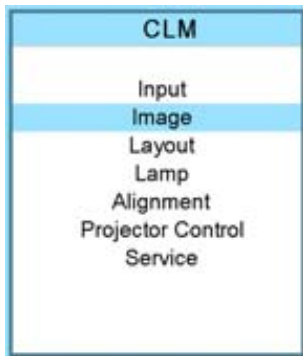 CLM
Input
Image
Layout
Lamp
Alignment
Projector Control
Service